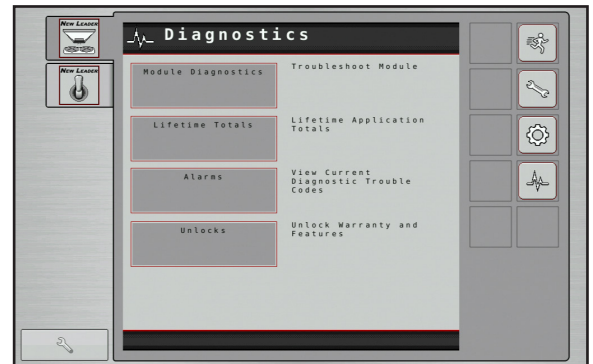 NEW LEADER
Diagnostics
NEW LEADER
Module Diagnostics
Troubleshoot Module
Lifetime Totals
Lifetime Application
Totals
Alarms
View Current
Diagnostic Trouble
Codes
Unlocks
Unlock Warranty and
Features